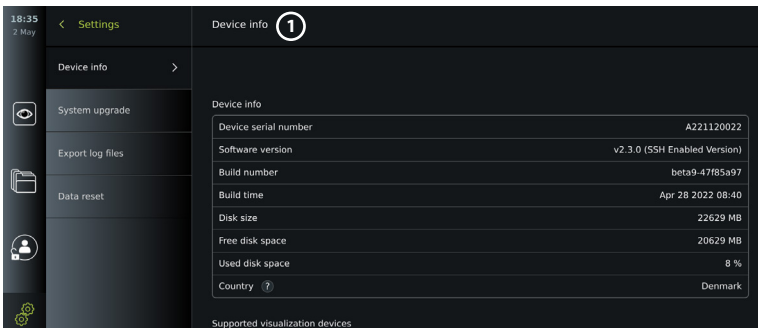 18:35
2 May
Settings
Device info
System upgrade
Export log files
Data reset
Device info 1
Device info
Device serial number A221120022
Software version v2.3.0 (SSH Enabled Version)
Build number beta9-47f85a97
Build time Apr 28 2022 08:40
Disk size 22629 MB
Free disk space 20629 MB
Used disk space 8 %
Country ? Denmark
Supported visualization devices